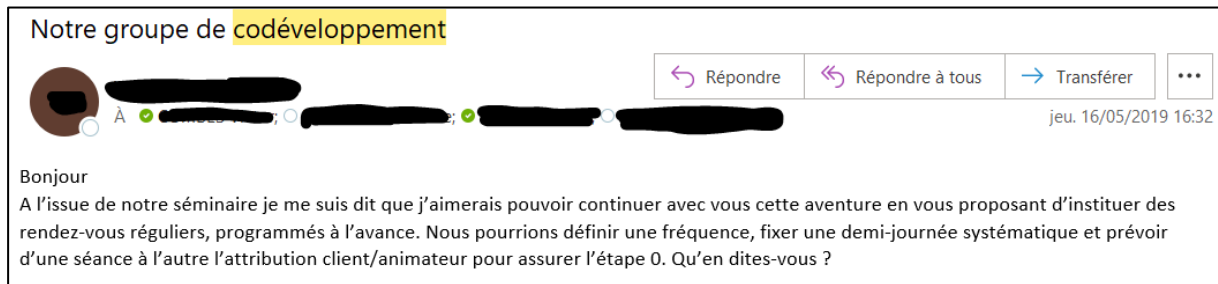 Notre groupe de codéveloppement
Répondre
Répondre à tous
Transférer
À
jeu. 16/05/2019 16:32
Bonjour
A l’issue de notre séminaire je me suis dit que j’aimerais pouvoir continuer avec vous cette aventure en vous proposant d’instituer des
rendez-vous réguliers, programmés à l’avance. Nous pourrions définir une fréquence, fixer une demi-journée systématique et prévoir
d’une séance à l’autre l’attribution client/animateur pour assurer l’étape 0. Qu’en dites-vous ?